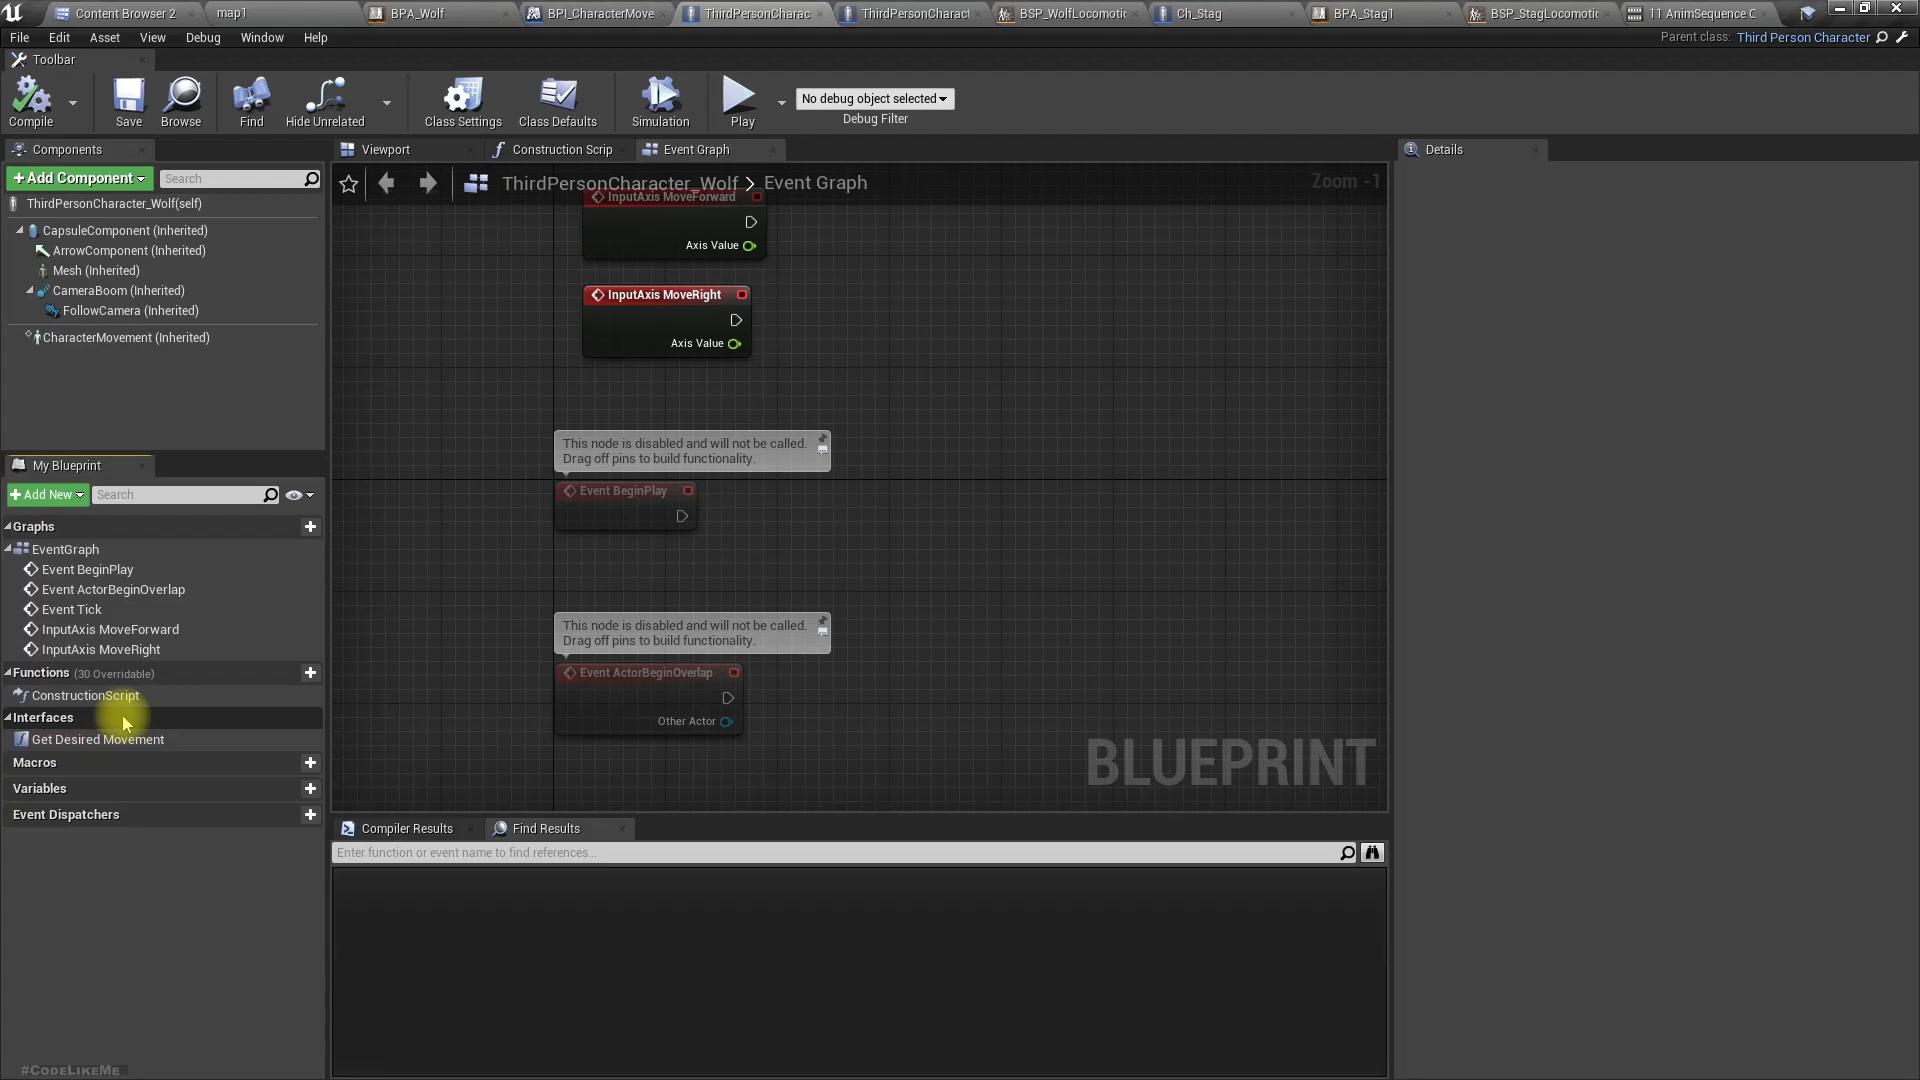 Content Browser 2
map1
BPA_Wolf
BPI_CharacterMove
ThirdPersonCharac
ThirdPersonCharact
BSP_WolfLocomotio
Ch_Stag
BPA_Stag1
BSP_StagLocomotic
11 AnimSequence C
File Edit Asset View Debug Window Help
Parent class: Third Person Character
Toolbar
Compile
Save
Browse
Find
Hide Unrelated
Class Settings
Class Defaults
Simulation
Play
No debug object selected
Debug Filter
Components
+ Add Component
Search
ThirdPersonCharacter_Wolf(self)
CapsuleComponent (Inherited)
ArrowComponent (Inherited)
Mesh (Inherited)
CameraBoom (Inherited)
FollowCamera (Inherited)
CharacterMovement (Inherited)
My Blueprint
+ Add New
Search
Graphs
EventGraph
Event BeginPlay
Event ActorBeginOverlap
Event Tick
InputAxis MoveForward
InputAxis MoveRight
Functions (30 Overridable)
ConstructionScript
Interfaces
Get Desired Movement
Macros
Variables
Event Dispatchers
#CodeLikeMe
Viewport
Construction Scrip
Event Graph
ThirdPersonCharacter_Wolf > Event Graph
Zoom -1
InputAxis MoveForward
Axis Value
InputAxis MoveRight
Axis Value
This node is disabled and will not be called.
Drag off pins to build functionality.
Event BeginPlay
This node is disabled and will not be called.
Drag off pins to build functionality.
Event ActorBeginOverlap
Other Actor
BLUEPRINT
Compiler Results
Find Results
Enter function or event name to find references...
Details